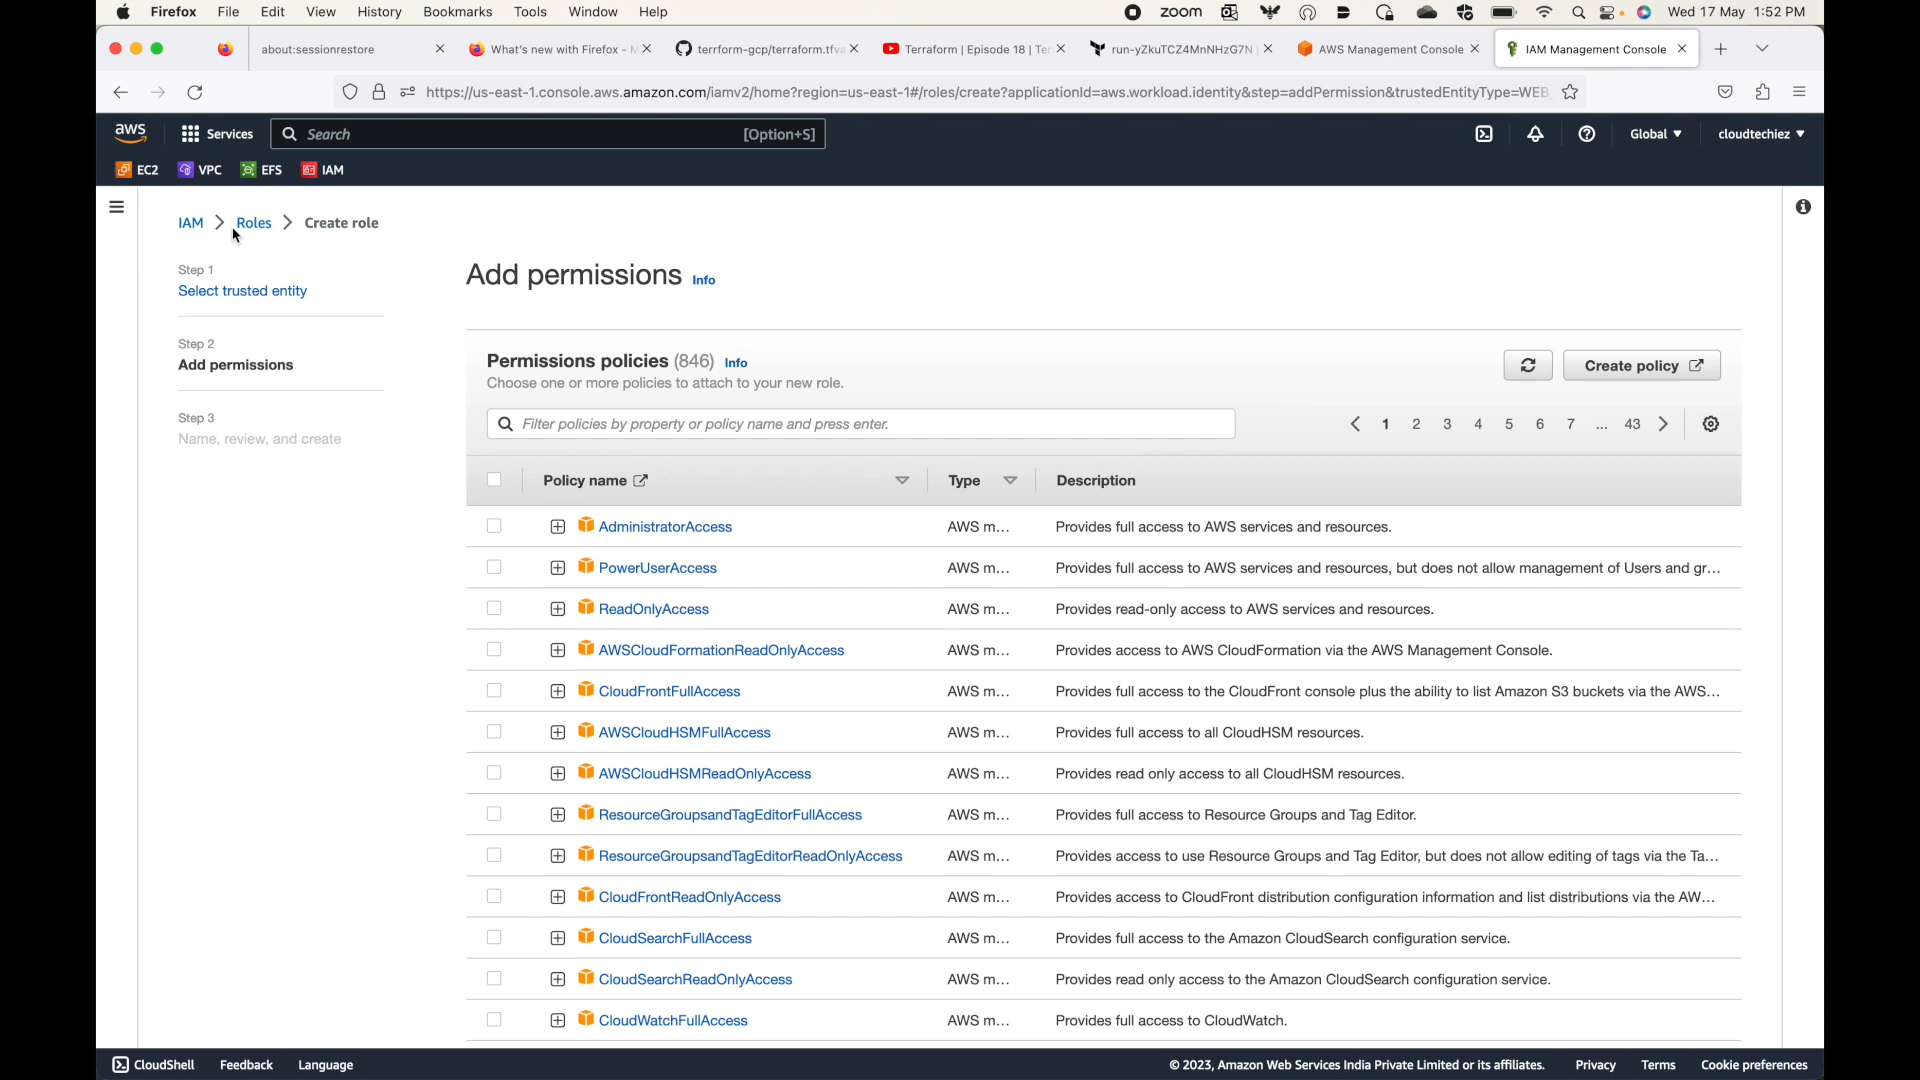 Firefox File Edit View History Bookmarks Tools Window Help zoom Wed 17 May 1:52 PM
about:sessionrestore What's new with Firefox - M terrform-gcp/terraform.tfva Terraform | Episode 18 | Ter run-yZkuTCZ4MnNHzG7N AWS Management Console IAM Management Console
https://us-east-1.console.aws.amazon.com/iamv2/home?region=us-east-1#/roles/create?applicationId=aws.workload.identity&step=addPermission&trustedEntityType=WEB_
aws Services Search [Option+S] Global cloudtechiez
EC2 VPC EFS IAM
IAM > Roles > Create role
Step 1
Select trusted entity
Step 2
Add permissions
Step 3
Name, review, and create
Add permissions Info
Permissions policies (846) Info
Choose one or more policies to attach to your new role.
Create policy
Filter policies by property or policy name and press enter.
< 1 2 3 4 5 6 7 ... 43 >
Policy name Type Description
AdministratorAccess AWS m... Provides full access to AWS services and resources.
PowerUserAccess AWS m... Provides full access to AWS services and resources, but does not allow management of Users and gr...
ReadOnlyAccess AWS m... Provides read-only access to AWS services and resources.
AWSCloudFormationReadOnlyAccess AWS m... Provides access to AWS CloudFormation via the AWS Management Console.
CloudFrontFullAccess AWS m... Provides full access to the CloudFront console plus the ability to list Amazon S3 buckets via the AWS...
AWSCloudHSMFullAccess AWS m... Provides full access to all CloudHSM resources.
AWSCloudHSMReadOnlyAccess AWS m... Provides read only access to all CloudHSM resources.
ResourceGroupsandTagEditorFullAccess AWS m... Provides full access to Resource Groups and Tag Editor.
ResourceGroupsandTagEditorReadOnlyAccess AWS m... Provides access to use Resource Groups and Tag Editor, but does not allow editing of tags via the Ta...
CloudFrontReadOnlyAccess AWS m... Provides access to CloudFront distribution configuration information and list distributions via the AW...
CloudSearchFullAccess AWS m... Provides full access to the Amazon CloudSearch configuration service.
CloudSearchReadOnlyAccess AWS m... Provides read only access to the Amazon CloudSearch configuration service.
CloudWatchFullAccess AWS m... Provides full access to CloudWatch.
CloudShell Feedback Language © 2023, Amazon Web Services India Private Limited or its affiliates. Privacy Terms Cookie preferences